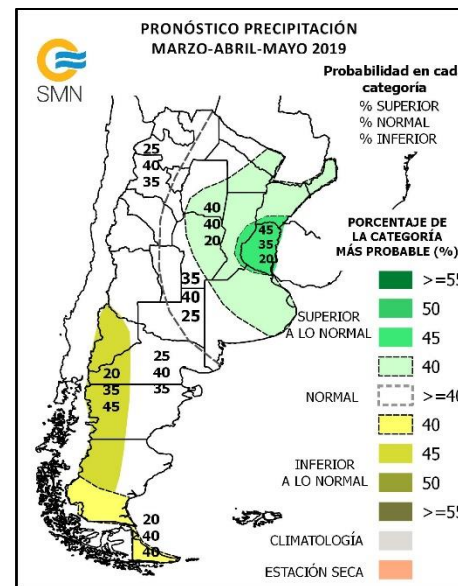 PRONÓSTICO PRECIPITACIÓN
MARZO-ABRIL-MAYO 2019
SMN
Probabilidad en cad
categoría
% SUPERIOR
% NORMAL
% INFERIOR
25
40
35
40
40
20
45
35
20
35
40
25
25
40
35
20
35
45
20
40
40
PORCENTAJE DE
LA CATEGORÍA
MÁS PROBABLE (%)
>=55
50
SUPERIOR
A LO NORMAL
45
40
NORMAL
>=40
40
INFERIOR
A LO NORMAL
45
50
>=55
CLIMATOLOGÍA
ESTACIÓN SECA